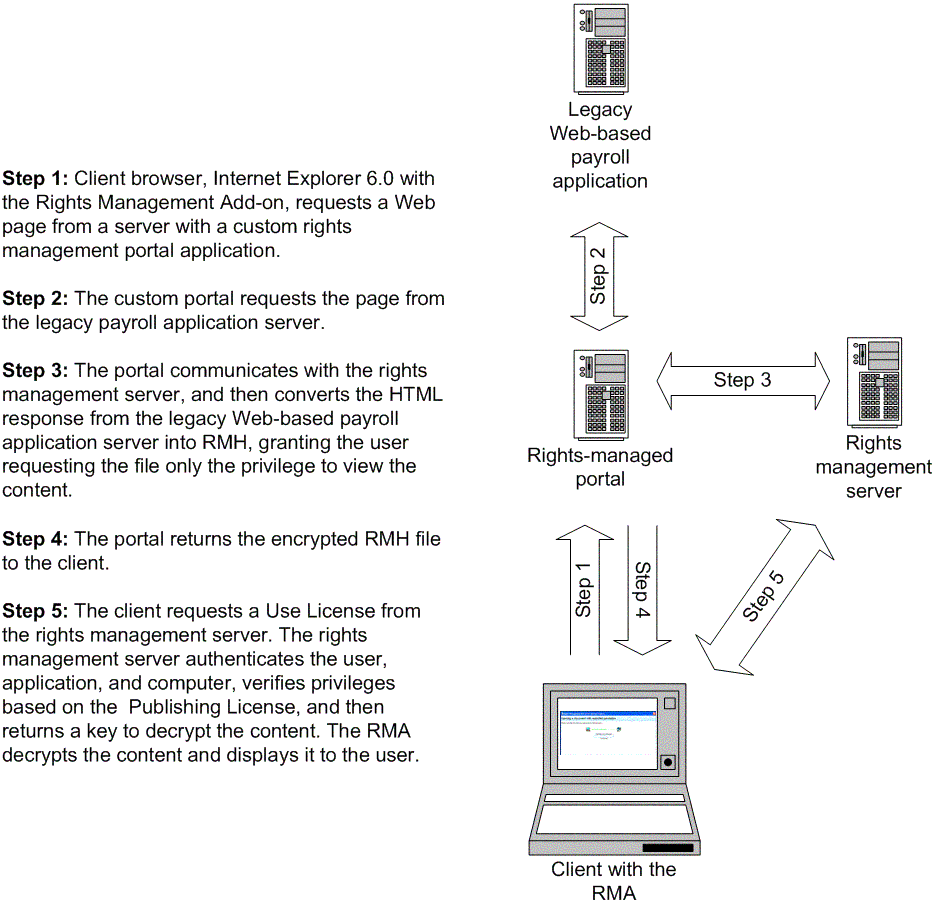 Legacy
Web-based
payroll
application
Step 1: Client browser, Internet Explorer 6.0 with
the Rights Management Add-on, requests a Web
page from a server with a custom rights
management portal application.
Step 2: The custom portal requests the page from
the legacy payroll application server.
Step 3: The portal communicates with the rights
management server, and then converts the HTML
response from the legacy Web-based payroll
application server into RMH, granting the user
requesting the file only the privilege to view the
content.
Step 4: The portal returns the encrypted RMH file
to the client.
Step 5: The client requests a Use License from
the rights management server. The rights
management server authenticates the user,
application, and computer, verifies privileges
based on the  Publishing License, and then
returns a key to decrypt the content. The RMA
decrypts the content and displays it to the user.
Step 2
Step 3
Rights-managed
portal
Rights
management
server
Step 1
Step 4
Step 5
Client with the
RMA